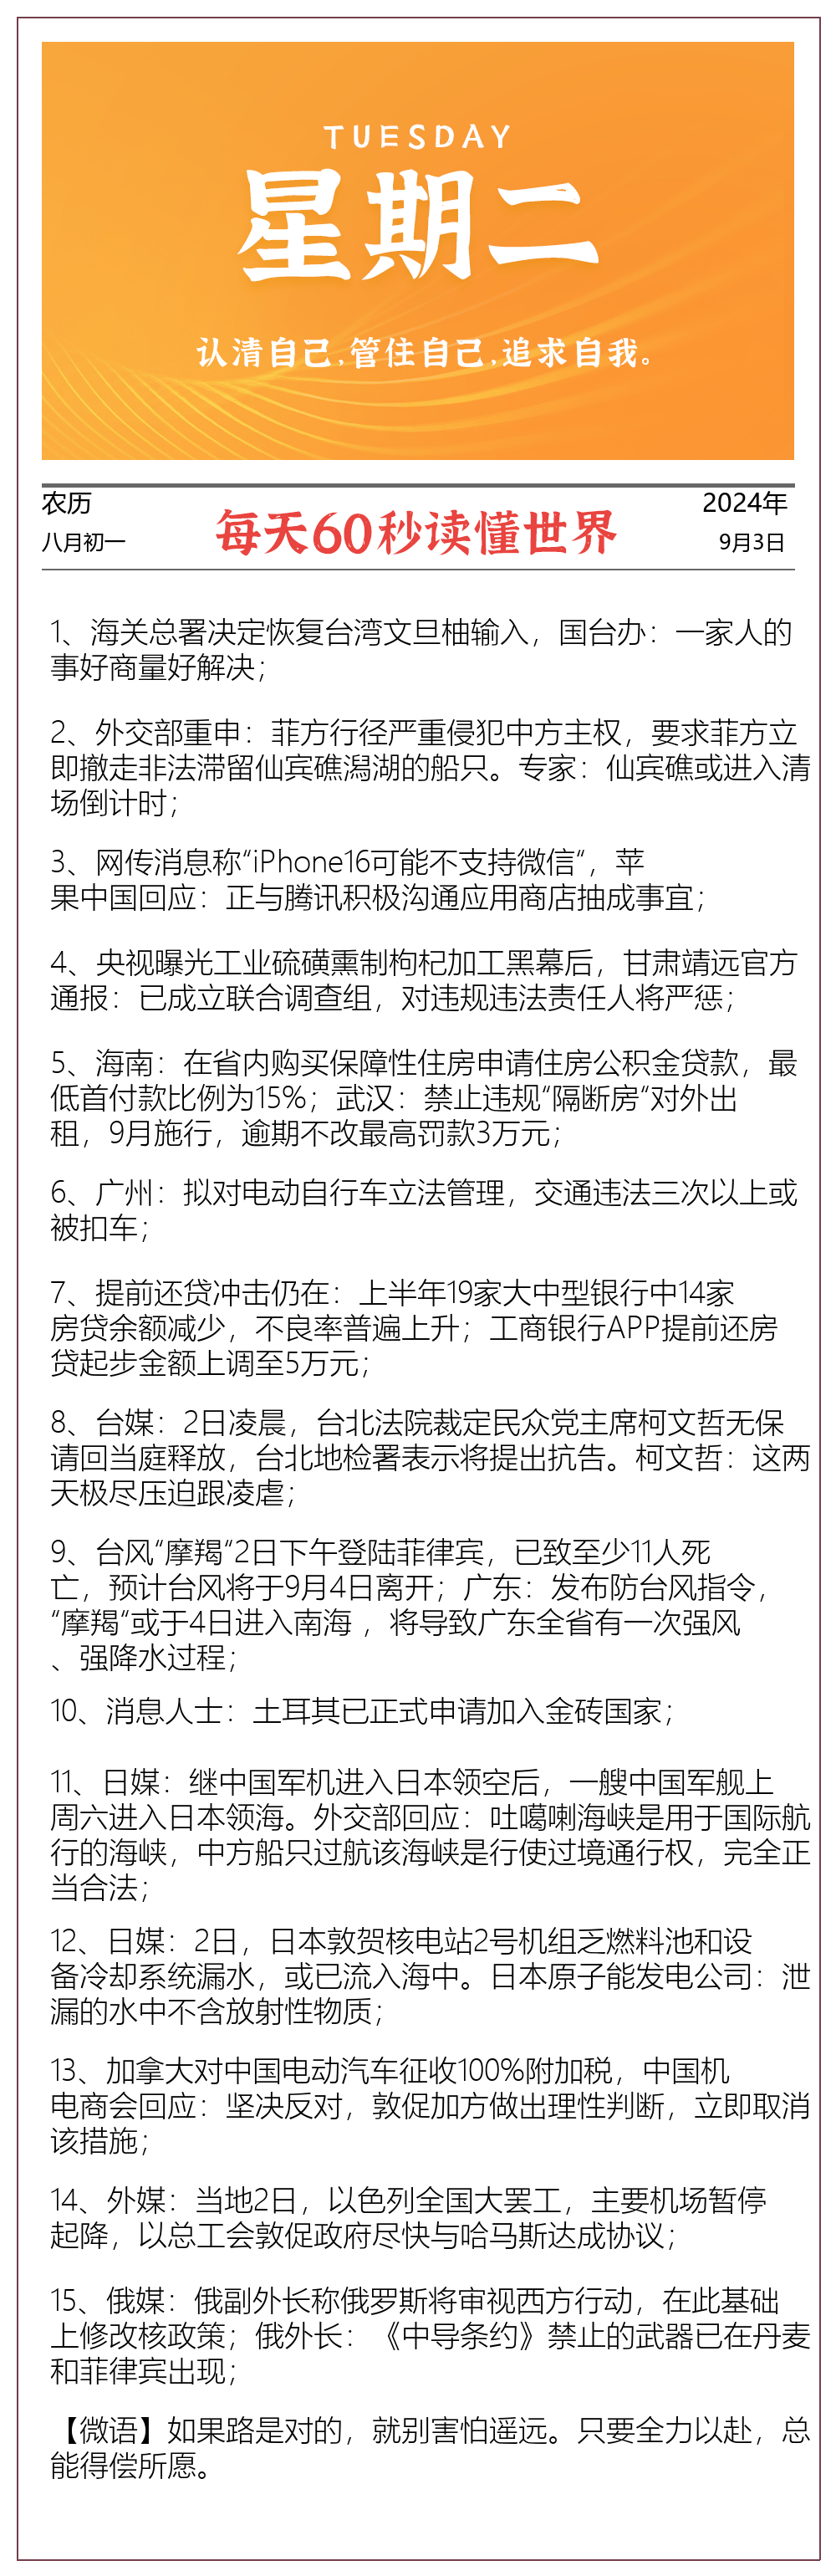 TUESDAY
星期二
认清自己,管住自己,追求自我。
农历
八月初一
每天60秒读懂世界
2024年
9月3日
1、海关总署决定恢复台湾文旦柚输入，国台办：一家人的
事好商量好解决；
2、外交部重申：菲方行径严重侵犯中方主权，要求菲方立
即撤走非法滞留仙宾礁潟湖的船只。专家：仙宾礁或进入清
场倒计时；
3、网传消息称“iPhone16可能不支持微信“，苹
果中国回应：正与腾讯积极沟通应用商店抽成事宜；
4、央视曝光工业硫磺熏制枸杞加工黑幕后，甘肃靖远官方
通报：已成立联合调查组，对违规违法责任人将严惩；
5、海南：在省内购买保障性住房申请住房公积金贷款，最
低首付款比例为15%；武汉：禁止违规“隔断房“对外出
租，9月施行，逾期不改最高罚款3万元；
6、广州：拟对电动自行车立法管理，交通违法三次以上或
被扣车；
7、提前还贷冲击仍在：上半年19家大中型银行中14家
房贷余额减少，不良率普遍上升；工商银行APP提前还房
贷起步金额上调至5万元；
8、台媒：2日凌晨，台北法院裁定民众党主席柯文哲无保
请回当庭释放，台北地检署表示将提出抗告。柯文哲：这两
天极尽压迫跟凌虐；
9、台风“摩羯“2日下午登陆菲律宾，已致至少11人死
亡，预计台风将于9月4日离开；广东：发布防台风指令，
“摩羯“或于4日进入南海 ，将导致广东全省有一次强风
、强降水过程；
10、消息人士：土耳其已正式申请加入金砖国家；
11、日媒：继中国军机进入日本领空后，一艘中国军舰上
周六进入日本领海。外交部回应：吐噶喇海峡是用于国际航
行的海峡，中方船只过航该海峡是行使过境通行权，完全正
当合法；
12、日媒：2日，日本敦贺核电站2号机组乏燃料池和设
备冷却系统漏水，或已流入海中。日本原子能发电公司：泄
漏的水中不含放射性物质；
13、加拿大对中国电动汽车征收100%附加税，中国机
电商会回应：坚决反对，敦促加方做出理性判断，立即取消
该措施；
14、外媒：当地2日，以色列全国大罢工，主要机场暂停
起降，以总工会敦促政府尽快与哈马斯达成协议；
15、俄媒：俄副外长称俄罗斯将审视西方行动，在此基础
上修改核政策；俄外长：《中导条约》禁止的武器已在丹麦
和菲律宾出现；
【微语】如果路是对的，就别害怕遥远。只要全力以赴，总
能得偿所愿。